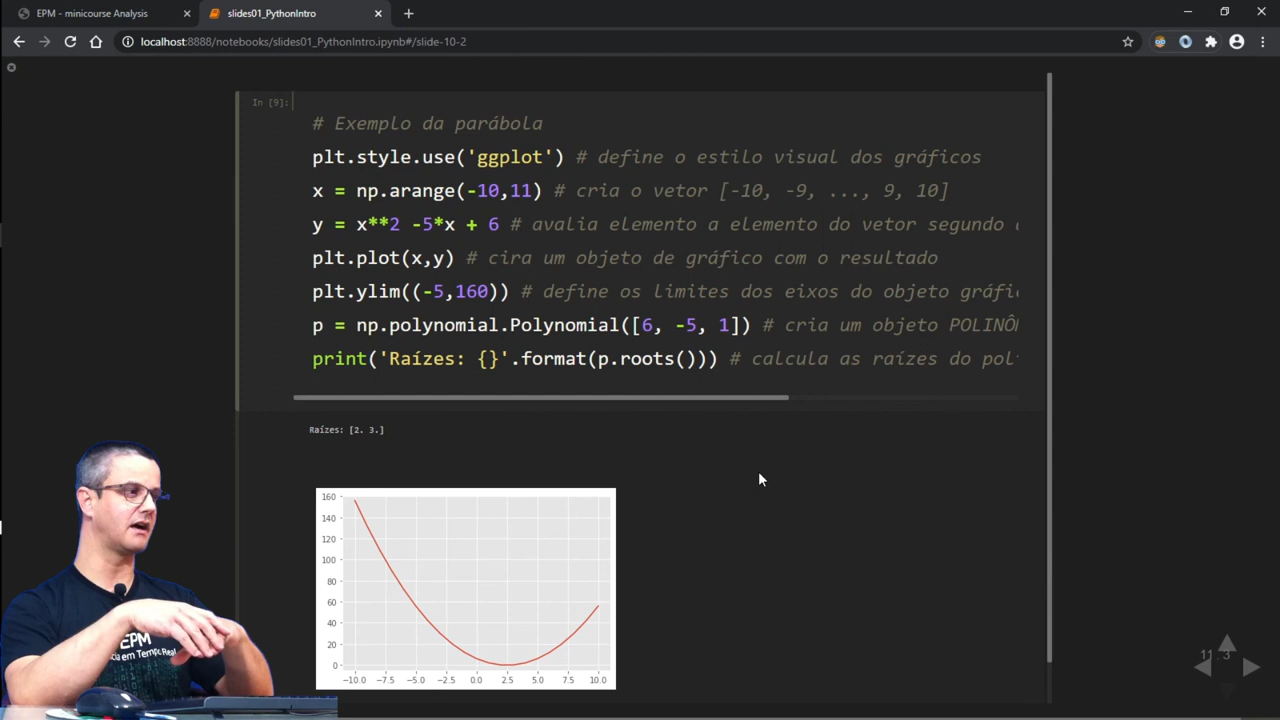 EPM - minicourse Analysis
slides01_PythonIntro
localhost:8888/notebooks/slides01_PythonIntro.ipynb#/slide-10-2
In [9]:
# Exemplo da parábola
plt.style.use('ggplot') # define o estilo visual dos gráficos
x = np.arange(-10,11) # cria o vetor [-10, -9, ..., 9, 10]
y = x**2 -5*x + 6 # avalia elemento a elemento do vetor segundo
plt.plot(x,y) # cira um objeto de gráfico com o resultado
plt.ylim((-5,160)) # define os limites dos eixos do objeto
p = np.polynomial.Polynomial([6, -5, 1]) # cria um objeto
print('Raízes: {}'.format(p.roots())) # calcula as raízes do
Raízes: [2. 3.]
160
140
120
100
80
60
40
20
0
-10.0 -7.5 -5.0 -2.5 0.0 2.5 5.0 7.5 10.0
EPM
em Tempo Real
11.3